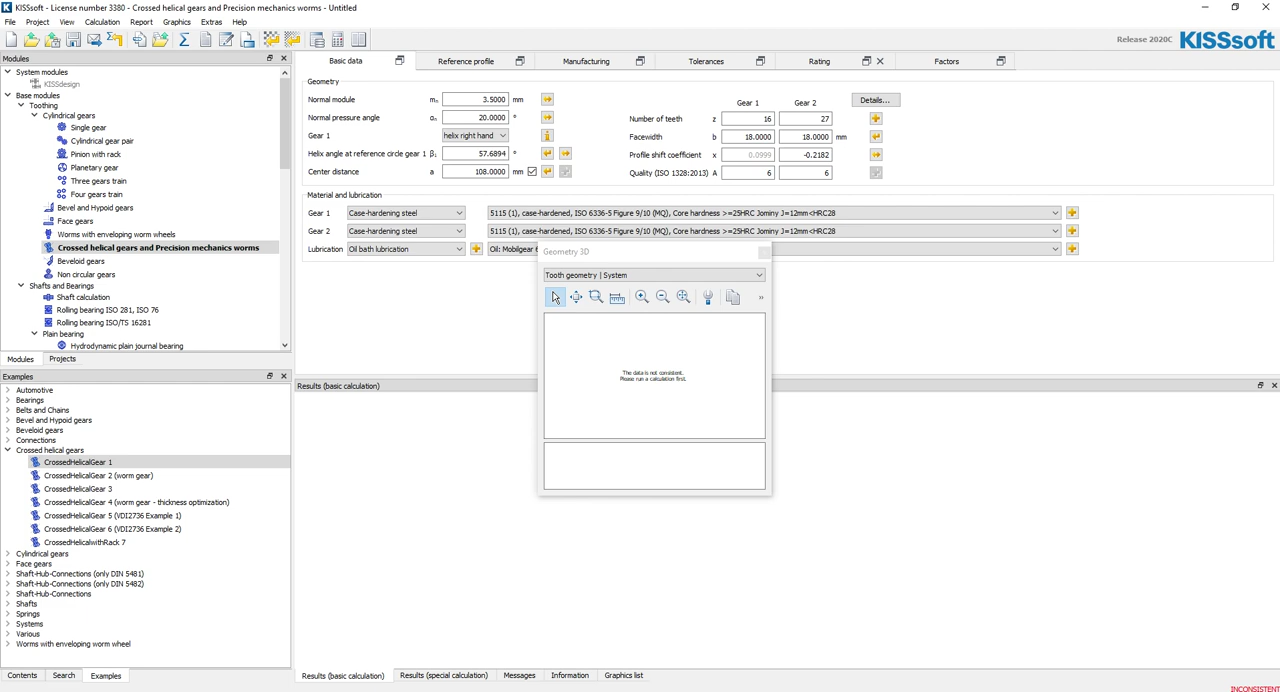 KISSsoft - License number 3380 - Crossed helical gears and Precision mechanics worms - Untitled
File Project View Calculation Report Graphics Extras Help
Release 2020C KISSsoft
Modules
System modules
KISSdesign
Base modules
Toothing
Cylindrical gears
Single gear
Cylindrical gear pair
Pinion with rack
Planetary gear
Three gears train
Four gears train
Bevel and Hypoid gears
Face gears
Worms with enveloping worm wheels
Crossed helical gears and Precision mechanics worms
Beveloid gears
Non circular gears
Shafts and Bearings
Shaft calculation
Rolling bearing ISO 281, ISO 76
Rolling bearing ISO/TS 16281
Plain bearing
Hydrodynamic plain journal bearing
Modules Projects
Examples
Automotive
Bearings
Belts and Chains
Bevel and Hypoid gears
Beveloid gears
Connections
Crossed helical gears
CrossedHelicalGear 1
CrossedHelicalGear 2 (worm gear)
CrossedHelicalGear 3
CrossedHelicalGear 4 (worm gear - thickness optimization)
CrossedHelicalGear 5 (VDI2736 Example 1)
CrossedHelicalGear 6 (VDI2736 Example 2)
CrossedHelicalwithRack 7
Cylindrical gears
Face gears
Shaft-Hub-Connections (only DIN 5481)
Shaft-Hub-Connections (only DIN 5482)
Shaft-Hub-Connections
Shafts
Springs
Systems
Various
Worms with enveloping worm wheel
Contents Search Examples
Basic data Reference profile Manufacturing Tolerances Rating Factors
Geometry
Normal module mn 3.5000 mm
Normal pressure angle αn 20.0000 °
Gear 1 helix right hand
Helix angle at reference circle gear 1 β1 57.6894 °
Center distance a 108.0000 mm
Gear 1 Gear 2 Details...
Number of teeth z 16 27
Facewidth b 18.0000 18.0000 mm
Profile shift coefficient x 0.0999 -0.2182
Quality (ISO 1328:2013) A 6 6
Material and lubrication
Gear 1 Case-hardening steel 5115 (1), case-hardened, ISO 6336-5 Figure 9/10 (MQ), Core hardness >=25HRC Jominy J=12mm<HRC28
Gear 2 Case-hardening steel 5115 (1), case-hardened, ISO 6336-5 Figure 9/10 (MQ), Core hardness >=25HRC Jominy J=12mm<HRC28
Lubrication Oil bath lubrication Oil: Mobilgear 6
Geometry 3D
Tooth geometry | System
»
The data is not consistent.
Please run a calculation first.
Results (basic calculation)
Results (basic calculation) Results (special calculation) Messages Information Graphics list
INCONSISTENT